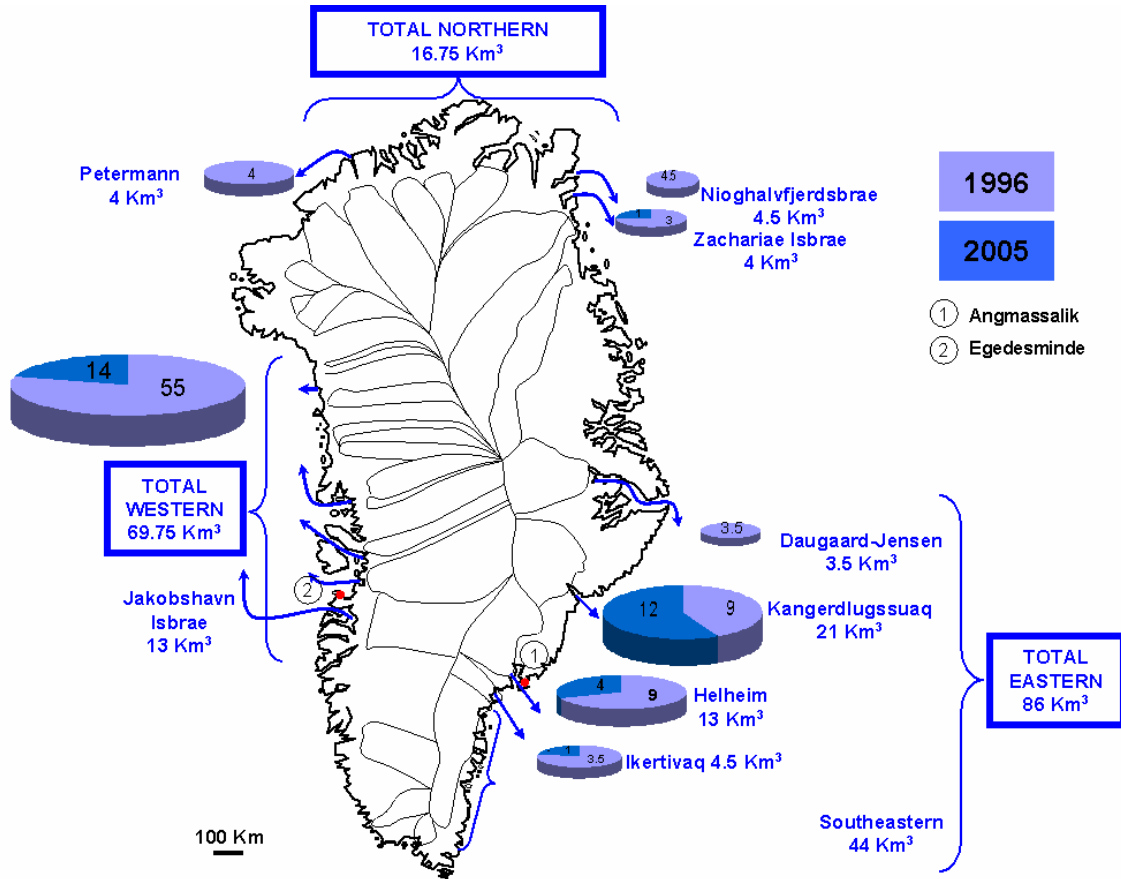 TOTAL NORTHERN
16.75 Km³
Petermann
4 Km³
4
4.5
Nioghalvfjerdsbrae
4.5 Km³
1
3
Zachariae Isbrae
4 Km³
1996
2005
1 Angmassalik
2 Egedesminde
14
55
TOTAL
WESTERN
69.75 Km³
2
Jakobshavn
Isbrae
13 Km³
3.5
Daugaard-Jensen
3.5 Km³
12
9
Kangerdlugssuaq
21 Km³
1
4
9
Helheim
13 Km³
1
3.5
Ikertivaq 4.5 Km³
TOTAL
EASTERN
86 Km³
Southeastern
44 Km³
100 Km